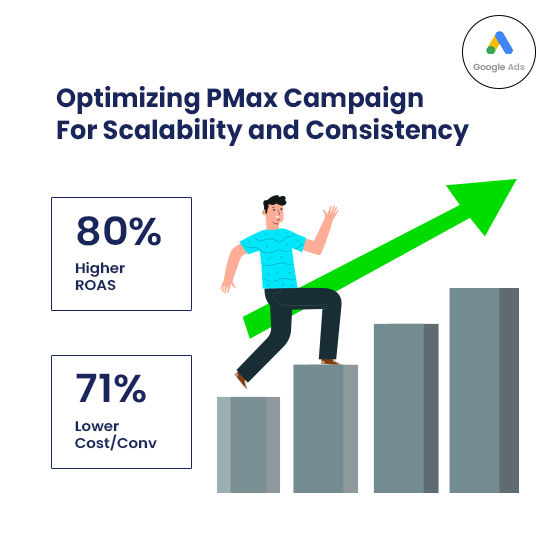 Google Ads
Optimizing PMax Campaign
For Scalability and Consistency
80%
Higher
ROAS
71%
Lower
Cost/Conv